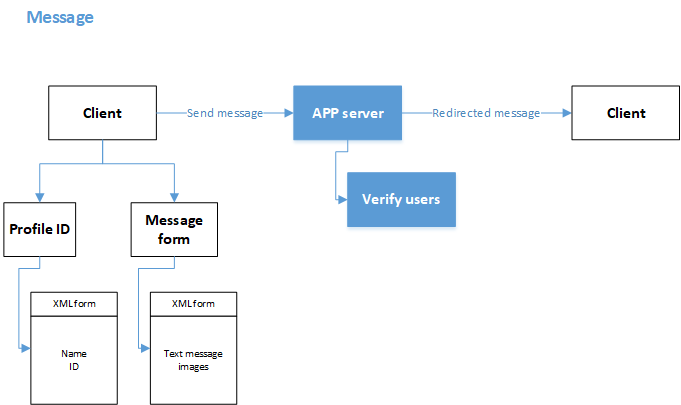 Message
Client
Send message
APP server
Redirected message
Client
Verify users
Profile ID
Message
form
XMLform
Name
ID
XMLform
Text message
images